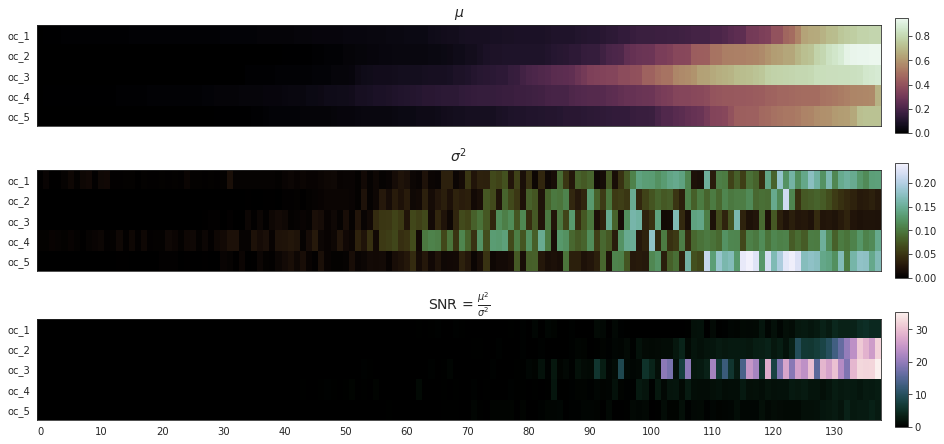 μ
oc_1
oc_2
oc_3
oc_4
oc_5
0.8
0.6
0.4
0.2
0.0
σ²
oc_1
oc_2
oc_3
oc_4
oc_5
0.20
0.15
0.10
0.05
0.00
SNR = μ²/σ²
oc_1
oc_2
oc_3
oc_4
oc_5
30
20
10
0
0 10 20 30 40 50 60 70 80 90 100 110 120 130